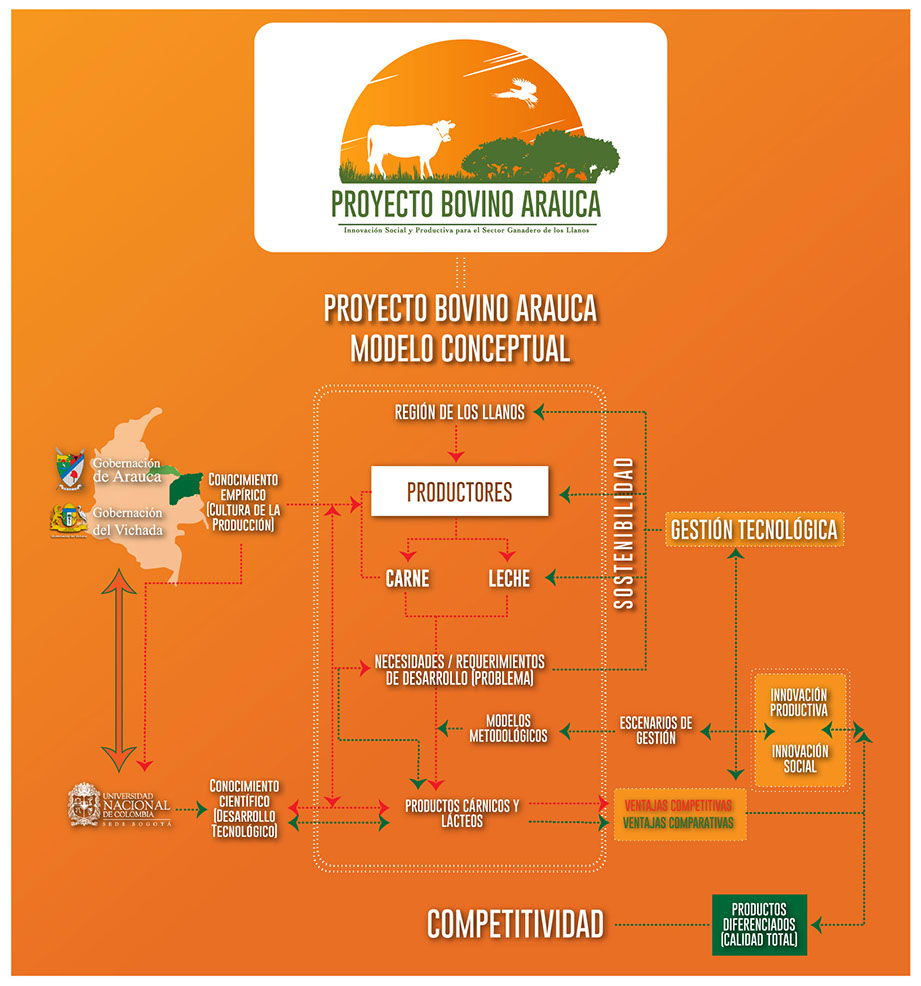 PROYECTO BOVINO ARAUCA
Innovación Social y Productiva para el Sector Ganadero de los Llanos
PROYECTO BOVINO ARAUCA
MODELO CONCEPTUAL
REGIÓN DE LOS LLANOS
PRODUCTORES
CARNE
LECHE
SOSTENIBILIDAD
GESTIÓN TECNOLÓGICA
Gobernación
de Arauca
Gobernación
del Vichada
CONOCIMIENTO
EMPÍRICO
(CULTURA DE LA
PRODUCCIÓN)
NECESIDADES / REQUERIMIENTOS
DE DESARROLLO (PROBLEMA)
MODELOS
METODOLÓGICOS
ESCENARIOS DE
GESTIÓN
INNOVACIÓN
PRODUCTIVA
INNOVACIÓN
SOCIAL
UNIVERSIDAD
NACIONAL
DE COLOMBIA
SEDE BOGOTÁ
CONOCIMIENTO
CIENTÍFICO
(DESARROLLO
TECNOLÓGICO)
PRODUCTOS CÁRNICOS Y
LÁCTEOS
VENTAJAS COMPETITIVAS
VENTAJAS COMPARATIVAS
COMPETITIVIDAD
PRODUCTOS
DIFERENCIADOS
(CALIDAD TOTAL)